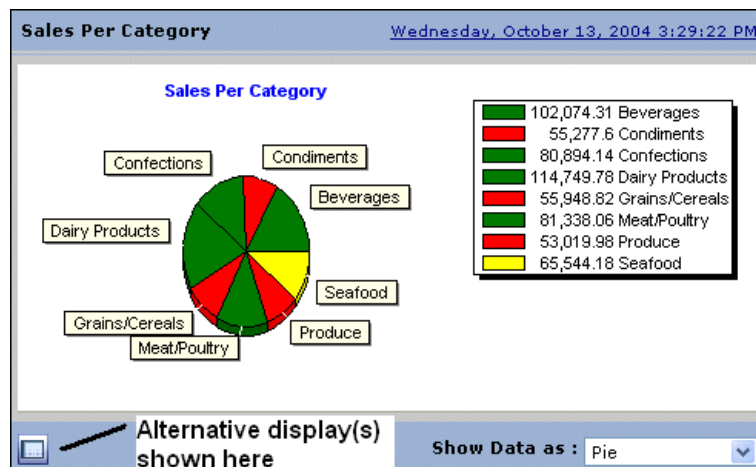 Sales Per Category
Wednesday, October 13, 2004 3:29:22 PM
Sales Per Category
102,074.31 Beverages
55,277.6 Condiments
80,894.14 Confections
114,749.78 Dairy Products
55,948.82 Grains/Cereals
81,338.06 Meat/Poultry
53,019.98 Produce
65,544.18 Seafood
Condiments
Confections
Beverages
Dairy Products
Seafood
Grains/Cereals
Produce
Meat/Poultry
Alternative display(s)
shown here
Show Data as : Pie